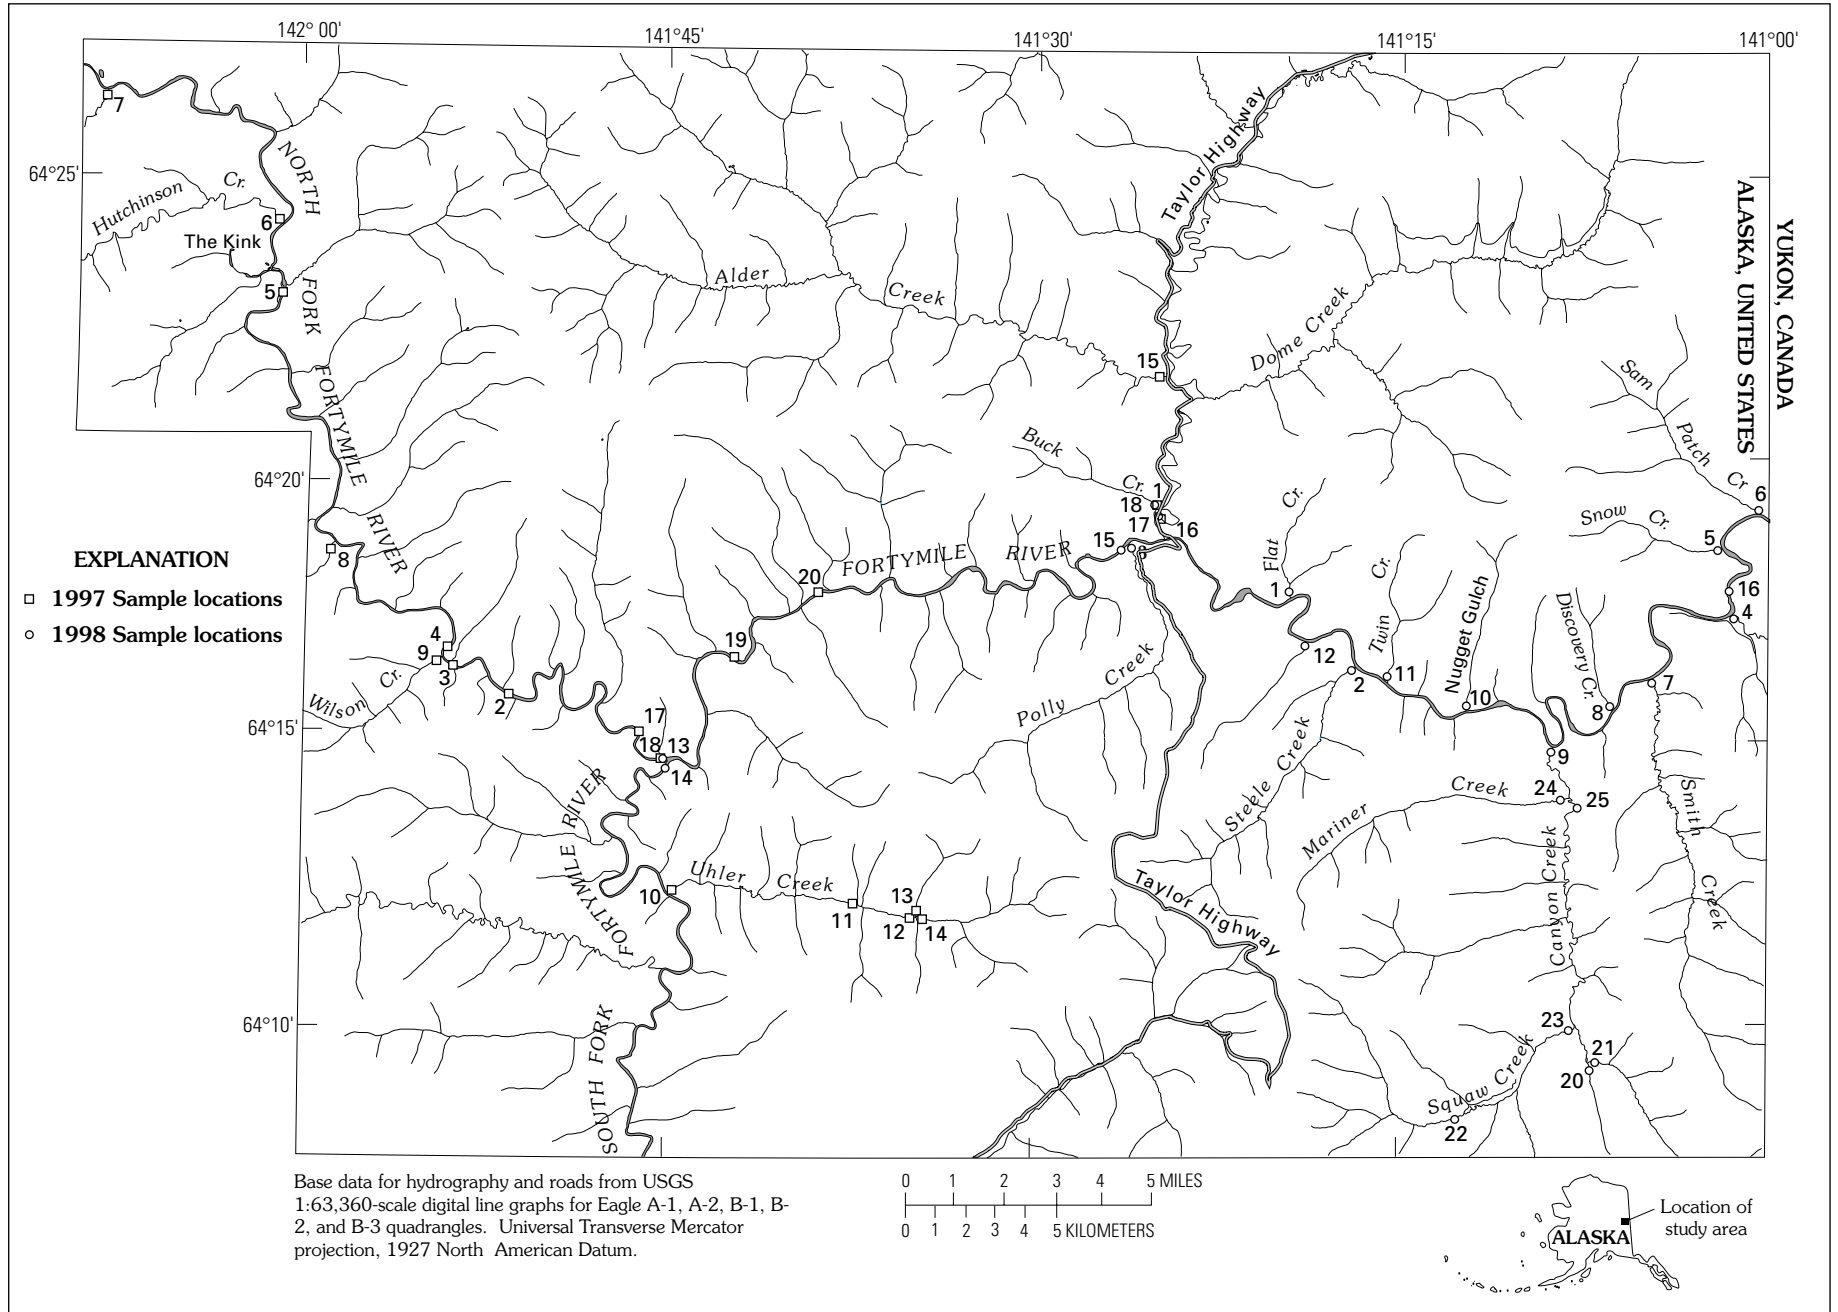 142° 00'
141°45'
141°30'
141°15'
141°00'
7
NORTH
FORK
FORTYMILE
RIVER
64°25'
Hutchinson
Cr.
6
The Kink
5
Alder
Creek
Taylor Highway
YUKON, CANADA
ALASKA, UNITED STATES
Dome Creek
15
Sam
Patch
Cr
6
64°20'
Buck
Cr.
1
18
17
16
Flat
Cr.
Snow
Cr.
5
EXPLANATION
1997 Sample locations
1998 Sample locations
8
15
FORTYMILE
RIVER
20
1
Twin
Cr.
Nugget Gulch
Discovery Cr.
16
4
4
9
3
19
12
2
11
7
Wilson
Cr.
2
Polly
Creek
10
8
64°15'
17
18
13
14
9
Steele
Creek
Mariner
Creek
24
25
Smith
Creek
FORTYMILE
RIVER
Canyon Creek
10
Uhler
Creek
11
13
12
14
Taylor Highway
64°10'
SOUTH
FORK
23
21
20
Squaw Creek
22
Base data for hydrography and roads from USGS
1:63,360-scale digital line graphs for Eagle A-1, A-2, B-1, B-
2, and B-3 quadrangles. Universal Transverse Mercator
projection, 1927 North American Datum.
0 1 2 3 4 5 MILES
0 1 2 3 4 5 KILOMETERS
Location of
study area
ALASKA